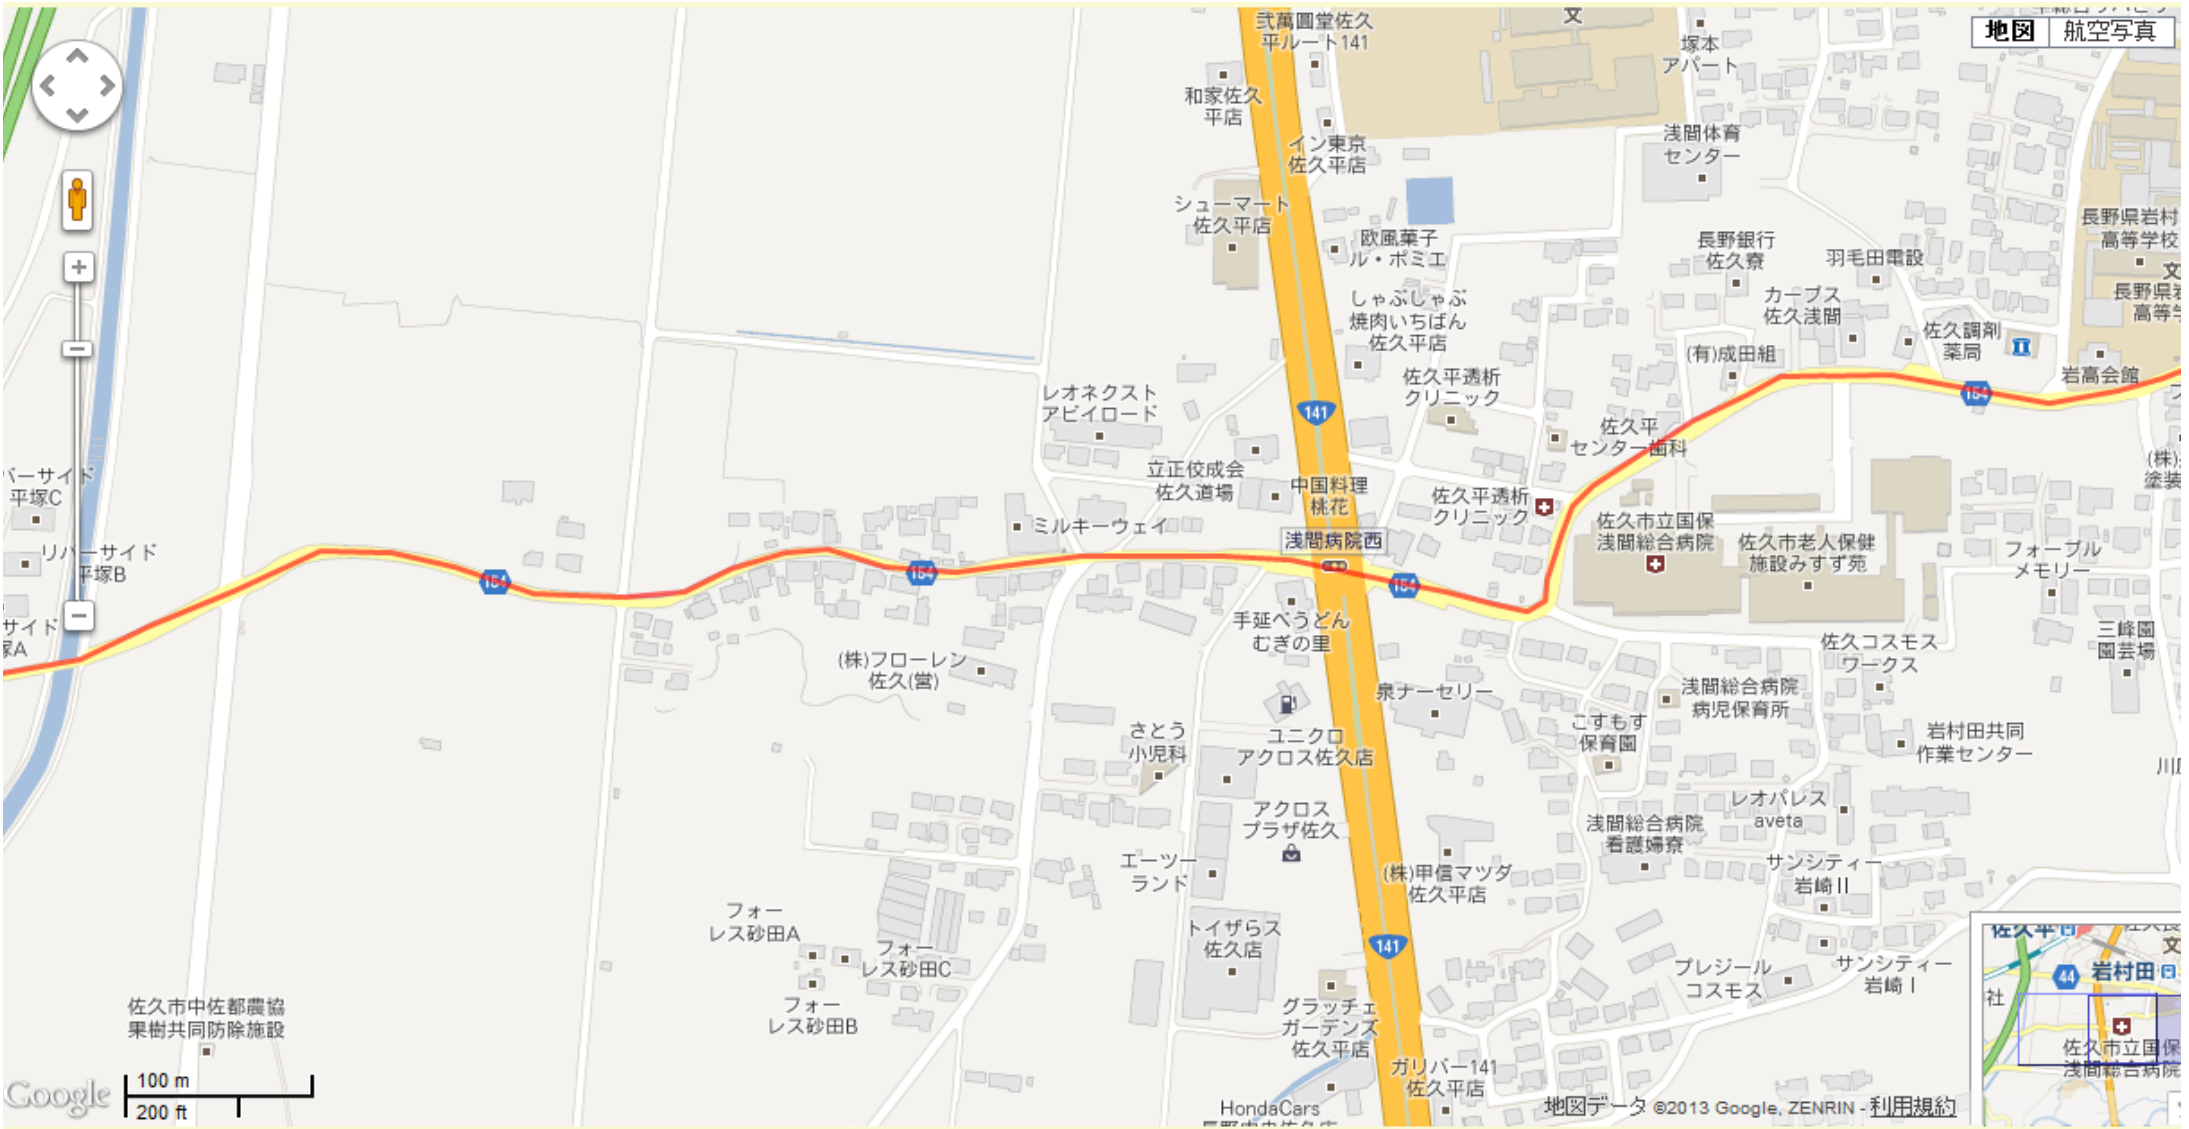 弐萬圓堂佐久
平ルート141
文
塚本
アパート
地図
航空写真
和家佐久
平店
イン東京
佐久平店
浅間体育
センター
シューマート
佐久平店
欧風菓子
ル・ポミエ
長野銀行
佐久寮
羽毛田電設
長野県岩村
高等学校
文
長野県岩
高等学
しゃぶしゃぶ
焼肉いちばん
佐久平店
カーブス
佐久浅間
佐久調剤
薬局
(有)成田組
岩高会館
レオネクスト
アビイロード
141
佐久平透析
クリニック
154
佐久平
センター歯科
バーサイド
平塚C
立正佼成会
佐久道場
中国料理
桃花
佐久平透析
クリニック
(株)
塗装
ミルキーウェイ
浅間病院西
佐久市立国保
浅間総合病院
佐久市老人保健
施設みすず苑
フォーブル
メモリー
リバーサイド
平塚B
154
154
154
サイド
塚A
手延べうどん
むぎの里
佐久コスモス
ワークス
三峰園
園芸場
(株)フローレン
佐久(営)
泉ナーセリー
浅間総合病院
病児保育所
さとう
小児科
ユニクロ
アクロス佐久店
こすもす
保育園
岩村田共同
作業センター
アクロス
プラザ佐久
レオパレス
aveta
浅間総合病院
看護婦寮
エーツー
ランド
(株)甲信マツダ
佐久平店
サンシティー
岩崎II
フォー
レス砂田A
フォー
レス砂田C
トイザらス
佐久店
141
フォー
レス砂田B
プレジール
コスモス
サンシティー
岩崎I
佐久平
文
44
岩村田
社
佐久市立国保
浅間総合病院
佐久市中佐都農協
果樹共同防除施設
グラッチェ
ガーデンズ
佐久平店
ガリバー141
佐久平店
HondaCars
Google
100 m
200 ft
地図データ ©2013 Google, ZENRIN - 利用規約